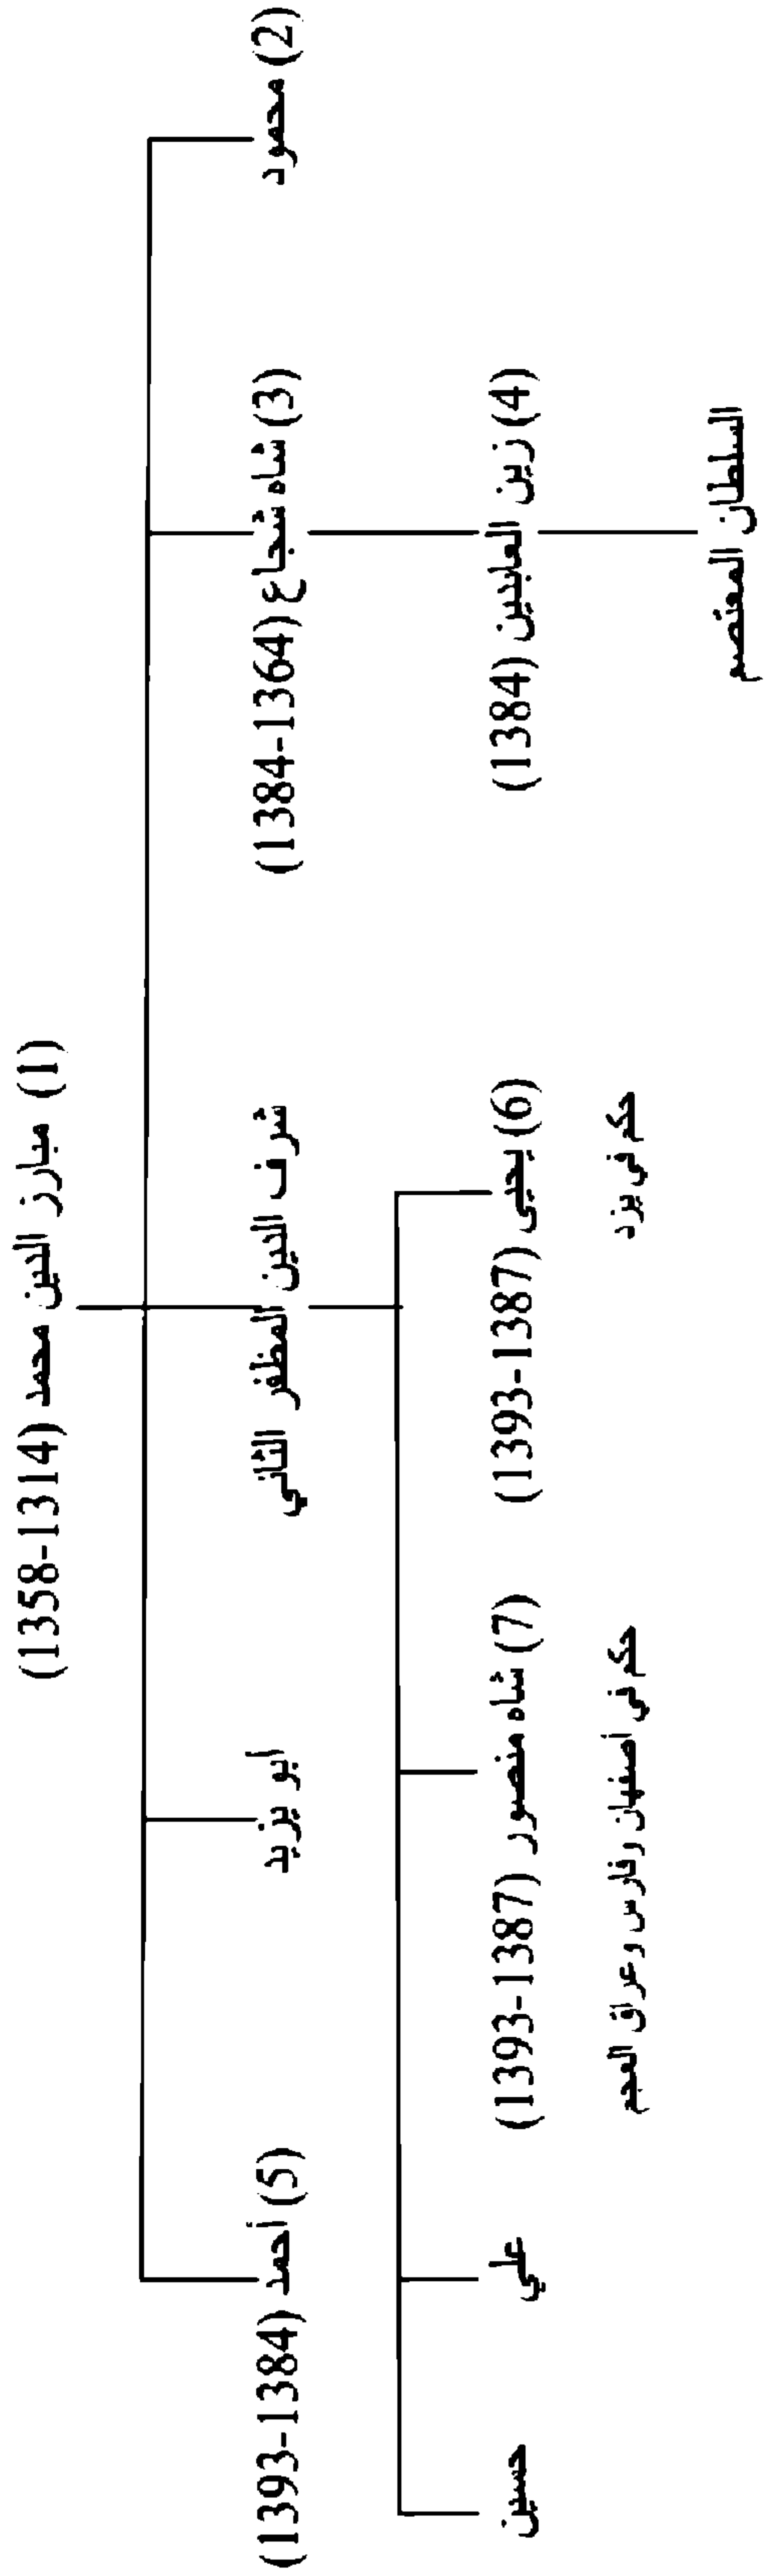 (1) مبارز الدين محمد (1314-1358)
(2) محمود
(3) شاه شجاع (1364-1384)
شرف الدين المظفر الثاني
أبو يزيد
(5) أحمد (1384-1393)
(4) زين العابدين (1384)
(6) يحيى (1387-1393)
(7) شاه منصور (1387-1393)
علي
حسين
حكم في يزد
حكم في أصفهان وفارس وعراق العجم
السلطان المعتصم